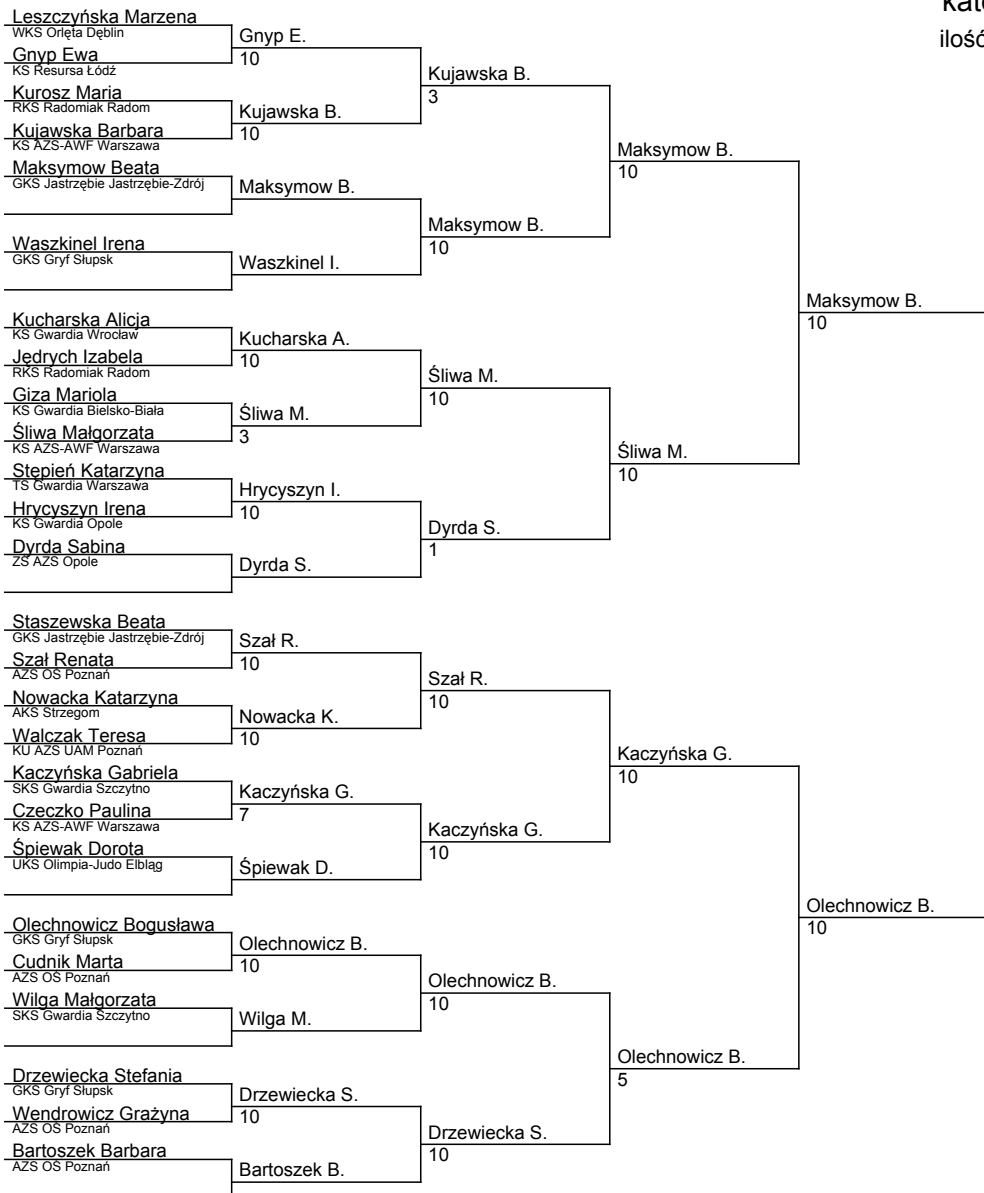 kate
ilość
Leszczyńska Marzena
WKS Orlęta Dęblin
Gnyp Ewa
KS Resursa Łódź
Kurosz Maria
RKS Radomiak Radom
Kujawska Barbara
KS AZS-AWF Warszawa
Maksymow Beata
GKS Jastrzębie Jastrzębie-Zdrój
Waszkinel Irena
GKS Gryf Słupsk
Kucharska Alicja
KS Gwardia Wrocław
Jędrych Izabela
RKS Radomiak Radom
Giza Mariola
KS Gwardia Bielsko-Biała
Śliwa Małgorzata
KS AZS-AWF Warszawa
Stępień Katarzyna
TS Gwardia Warszawa
Hrycyszyn Irena
KS Gwardia Opole
Dyrda Sabina
ZS AZS Opole
Staszewska Beata
GKS Jastrzębie Jastrzębie-Zdrój
Szał Renata
AZS OŚ Poznań
Nowacka Katarzyna
AKS Strzegom
Walczak Teresa
KU AZS UAM Poznań
Kaczyńska Gabriela
SKS Gwardia Szczytno
Czeczko Paulina
KS AZS-AWF Warszawa
Śpiewak Dorota
UKS Olimpia-Judo Elbląg
Olechnowicz Bogusława
GKS Gryf Słupsk
Cudnik Marta
AZS OŚ Poznań
Wilga Małgorzata
SKS Gwardia Szczytno
Drzewiecka Stefania
GKS Gryf Słupsk
Wendrowicz Grażyna
AZS OŚ Poznań
Bartoszek Barbara
AZS OŚ Poznań
Gnyp E.
10
Kujawska B.
10
Maksymow B.
Waszkinel I.
Kucharska A.
10
Śliwa M.
3
Hrycyszyn I.
10
Dyrda S.
Szał R.
10
Nowacka K.
10
Kaczyńska G.
7
Śpiewak D.
Olechnowicz B.
10
Wilga M.
Drzewiecka S.
10
Bartoszek B.
Kujawska B.
3
Maksymow B.
10
Śliwa M.
10
Dyrda S.
1
Szał R.
10
Kaczyńska G.
10
Olechnowicz B.
10
Drzewiecka S.
10
Maksymow B.
10
Śliwa M.
10
Kaczyńska G.
10
Olechnowicz B.
5
Maksymow B.
10
Olechnowicz B.
10